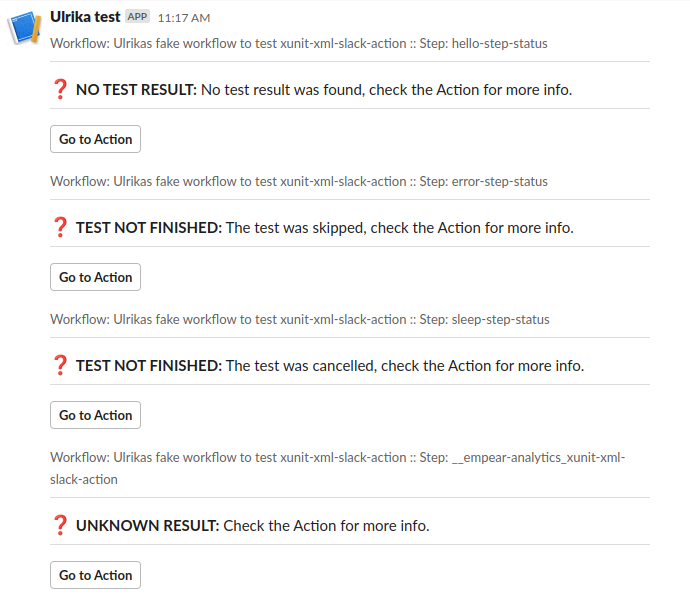 Ulrika test APP 11:17 AM
Workflow: Ulrikas fake workflow to test xunit-xml-slack-action :: Step: hello-step-status
❓ NO TEST RESULT: No test result was found, check the Action for more info.
Go to Action
Workflow: Ulrikas fake workflow to test xunit-xml-slack-action :: Step: error-step-status
❓ TEST NOT FINISHED: The test was skipped, check the Action for more info.
Go to Action
Workflow: Ulrikas fake workflow to test xunit-xml-slack-action :: Step: sleep-step-status
❓ TEST NOT FINISHED: The test was cancelled, check the Action for more info.
Go to Action
Workflow: Ulrikas fake workflow to test xunit-xml-slack-action :: Step: __empear-analytics_xunit-xml-
slack-action
❓ UNKNOWN RESULT: Check the Action for more info.
Go to Action